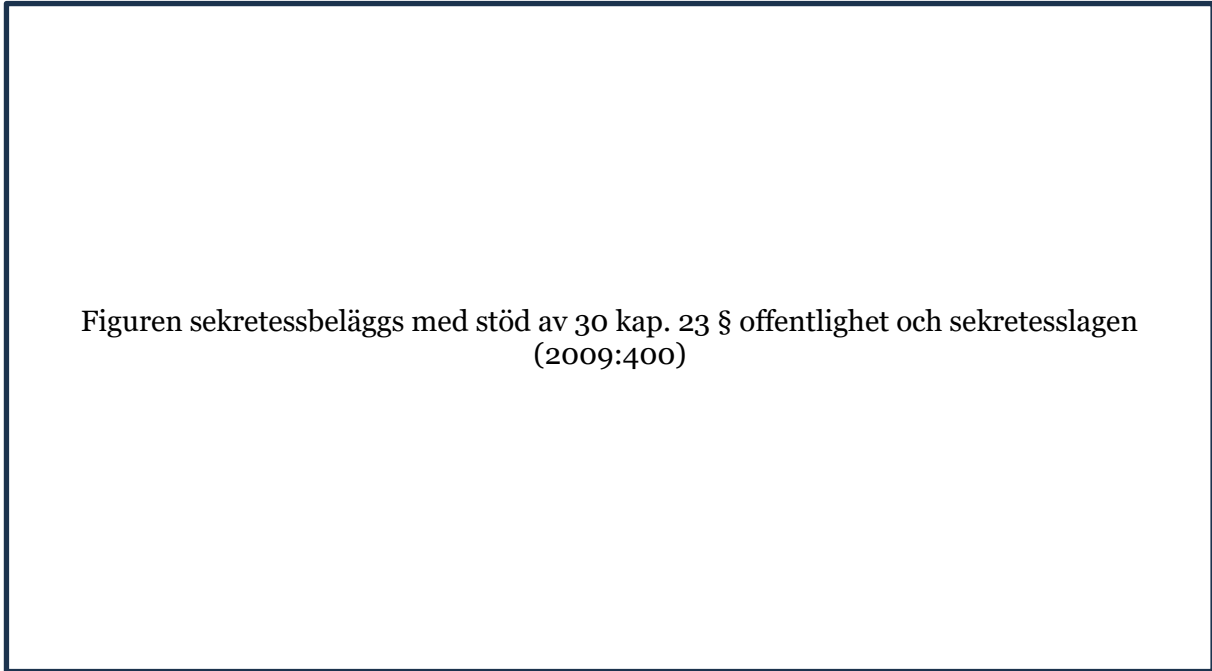 Figuren sekretessbeläggs med stöd av 30 kap. 23 § offentlighet och sekretesslagen
(2009:400)